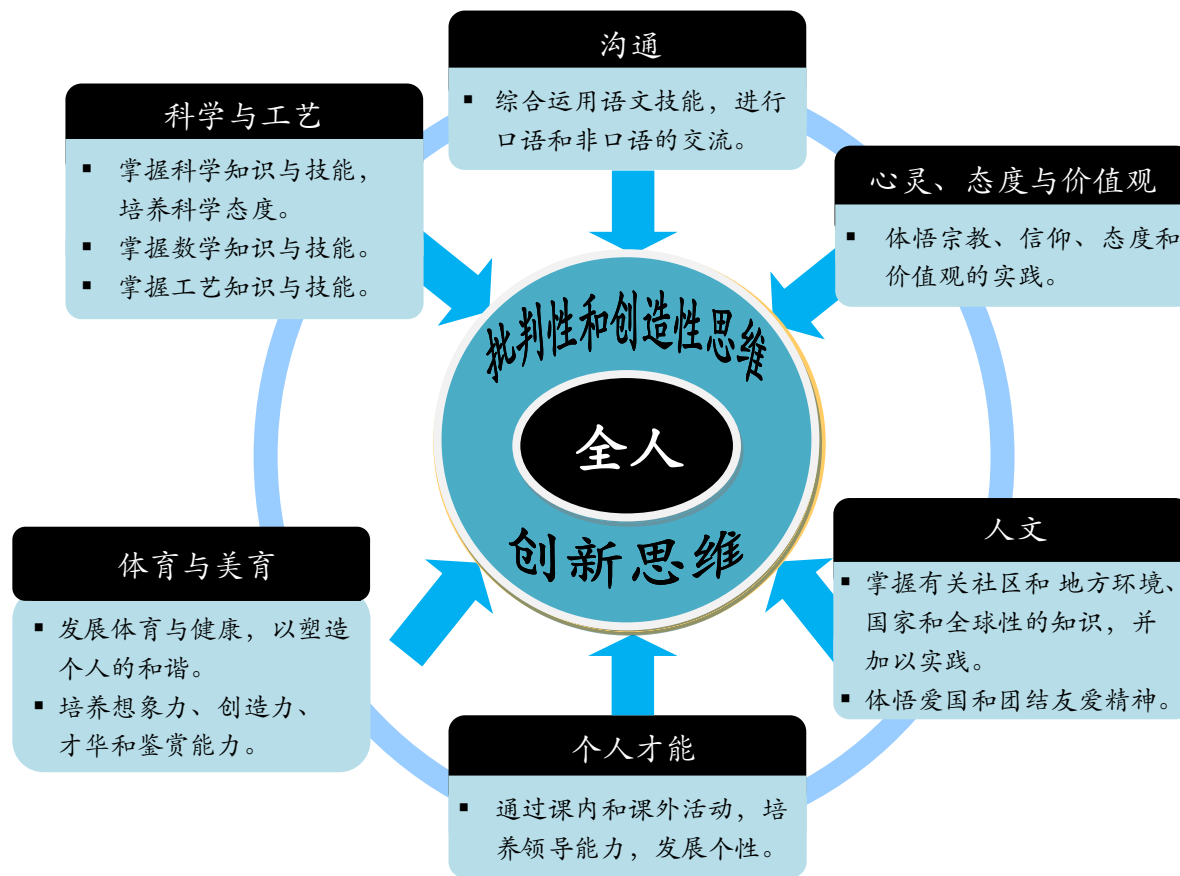 沟通
▪ 综合运用语文技能，进行
口语和非口语的交流。
科学与工艺
▪ 掌握科学知识与技能，
培养科学态度。
▪ 掌握数学知识与技能。
▪ 掌握工艺知识与技能。
心灵、态度与价值观
▪ 体悟宗教、信仰、态度和
价值观的实践。
批判性和创造性思维
全人
创新思维
体育与美育
▪ 发展体育与健康，以塑造
个人的和谐。
▪ 培养想象力、创造力、
才华和鉴赏能力。
人文
▪ 掌握有关社区和 地方环境、
国家和全球性的知识，并
加以实践。
▪ 体悟爱国和团结友爱精神。
个人才能
▪ 通过课内和课外活动，培
养领导能力，发展个性。